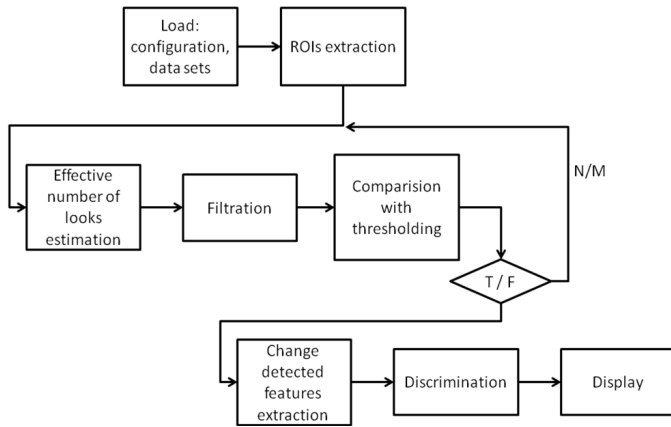 Load:
configuration,
data sets
ROIs extraction
N/M
Effective
number of
looks
estimation
Filtration
Comparision
with
thresholding
T / F
Change
detected
features
extraction
Discrimination
Display